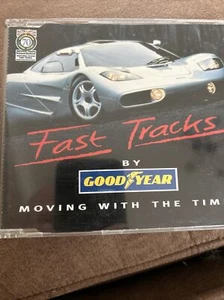 Fast Tracks
BY
GOODYEAR
MOVING WITH THE TIM